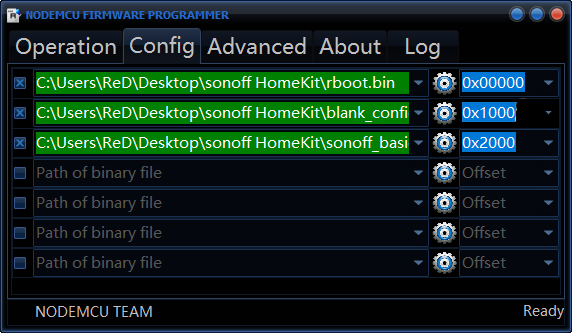 NODEMCU FIRMWARE PROGRAMMER
Operation Config Advanced About Log
C:\Users\ReD\Desktop\sonoff HomeKit\rboot.bin 0x00000
C:\Users\ReD\Desktop\sonoff HomeKit\blank_confi 0x1000
C:\Users\ReD\Desktop\sonoff HomeKit\sonoff_basi 0x2000
Path of binary file Offset
Path of binary file Offset
Path of binary file Offset
Path of binary file Offset
NODEMCU TEAM Ready